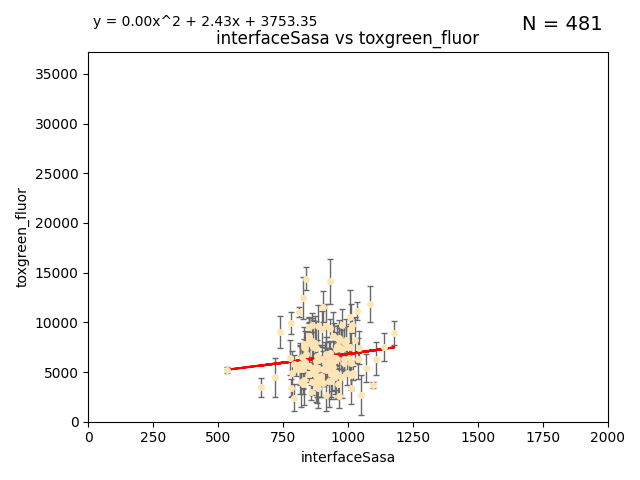 y = 0.00x^2 + 2.43x + 3753.35
N = 481
interfaceSasa vs toxgreen_fluor
35000
30000
25000
20000
15000
10000
5000
0
toxgreen_fluor
0 250 500 750 1000 1250 1500 1750 2000
interfaceSasa